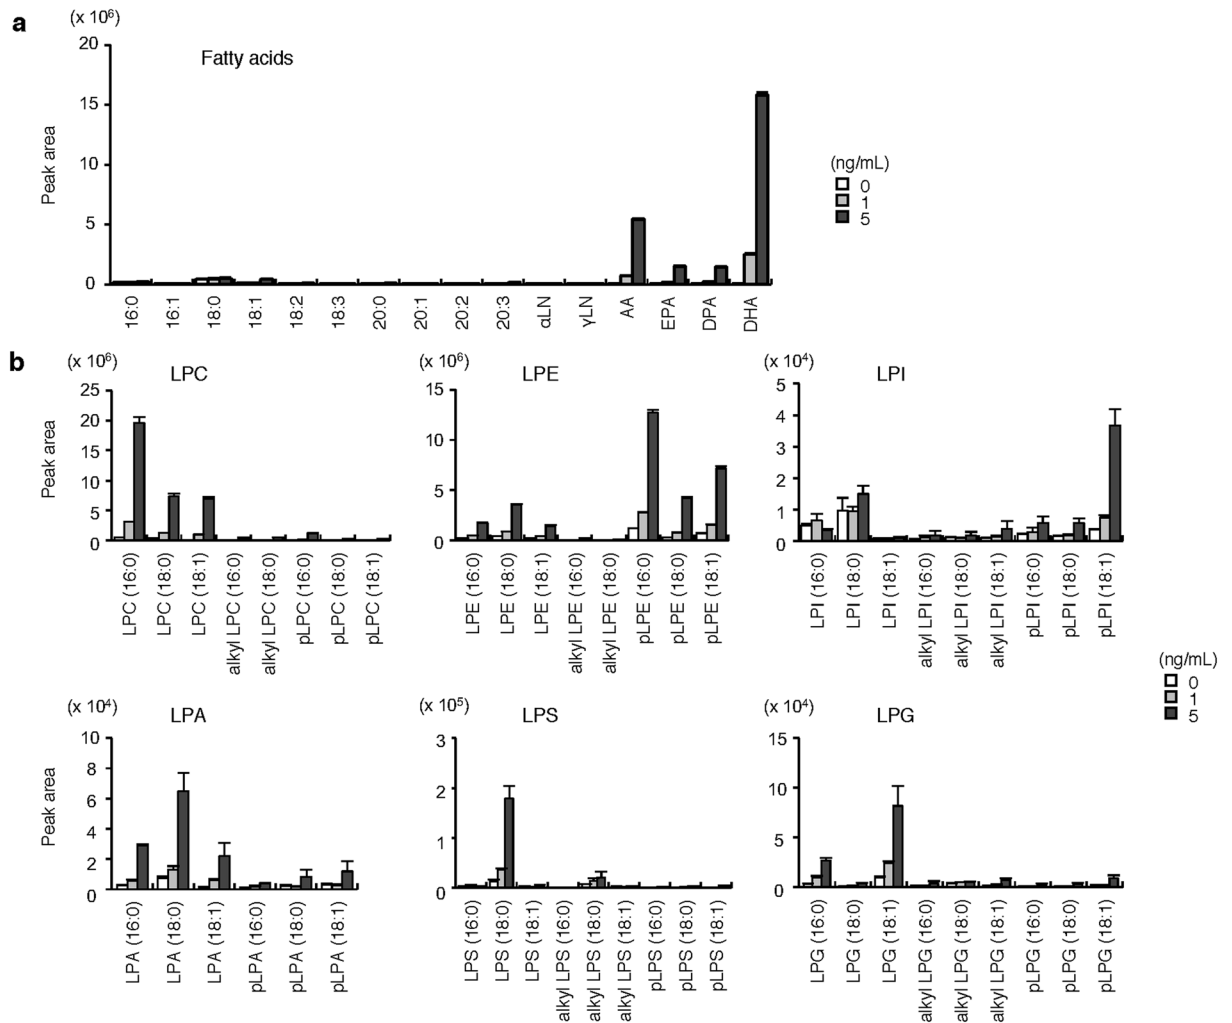 a
(x 10⁶)
Fatty acids
20
15
10
5
0
Peak area
16:0
16:1
18:0
18:1
18:2
18:3
20:0
20:1
20:2
20:3
αLN
γLN
AA
EPA
DPA
DHA
(ng/mL)
0
1
5
b
(x 10⁶)
LPC
25
20
15
10
5
0
Peak area
LPC (16:0)
LPC (18:0)
LPC (18:1)
alkyl LPC (16:0)
alkyl LPC (18:0)
pLPC (16:0)
pLPC (18:0)
pLPC (18:1)
(x 10⁶)
LPE
15
10
5
0
LPE (16:0)
LPE (18:0)
LPE (18:1)
alkyl LPE (16:0)
alkyl LPE (18:0)
pLPE (16:0)
pLPE (18:0)
pLPE (18:1)
(x 10⁴)
LPI
5
4
3
2
1
0
LPI (16:0)
LPI (18:0)
LPI (18:1)
alkyl LPI (16:0)
alkyl LPI (18:0)
alkyl LPI (18:1)
pLPI (16:0)
pLPI (18:0)
pLPI (18:1)
(ng/mL)
0
1
5
(x 10⁴)
LPA
10
8
6
4
2
0
Peak area
LPA (16:0)
LPA (18:0)
LPA (18:1)
pLPA (16:0)
pLPA (18:0)
pLPA (18:1)
(x 10⁵)
LPS
3
2
1
0
LPS (16:0)
LPS (18:0)
LPS (18:1)
alkyl LPS (16:0)
alkyl LPS (18:0)
alkyl LPS (18:1)
pLPS (16:0)
pLPS (18:0)
pLPS (18:1)
(x 10⁴)
LPG
15
10
5
0
LPG (16:0)
LPG (18:0)
LPG (18:1)
alkyl LPG (16:0)
alkyl LPG (18:0)
alkyl LPG (18:1)
pLPG (16:0)
pLPG (18:0)
pLPG (18:1)